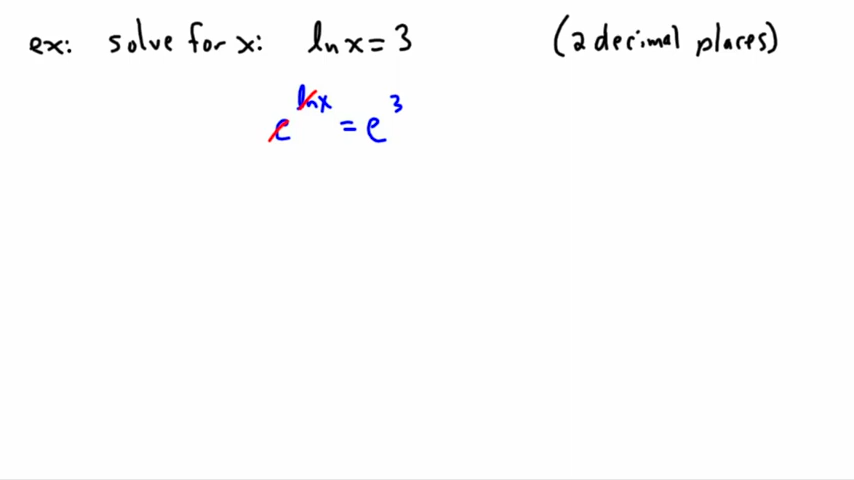 ex: solve for x: ln x = 3 (2 decimal places)
e^{ln x} = e^3